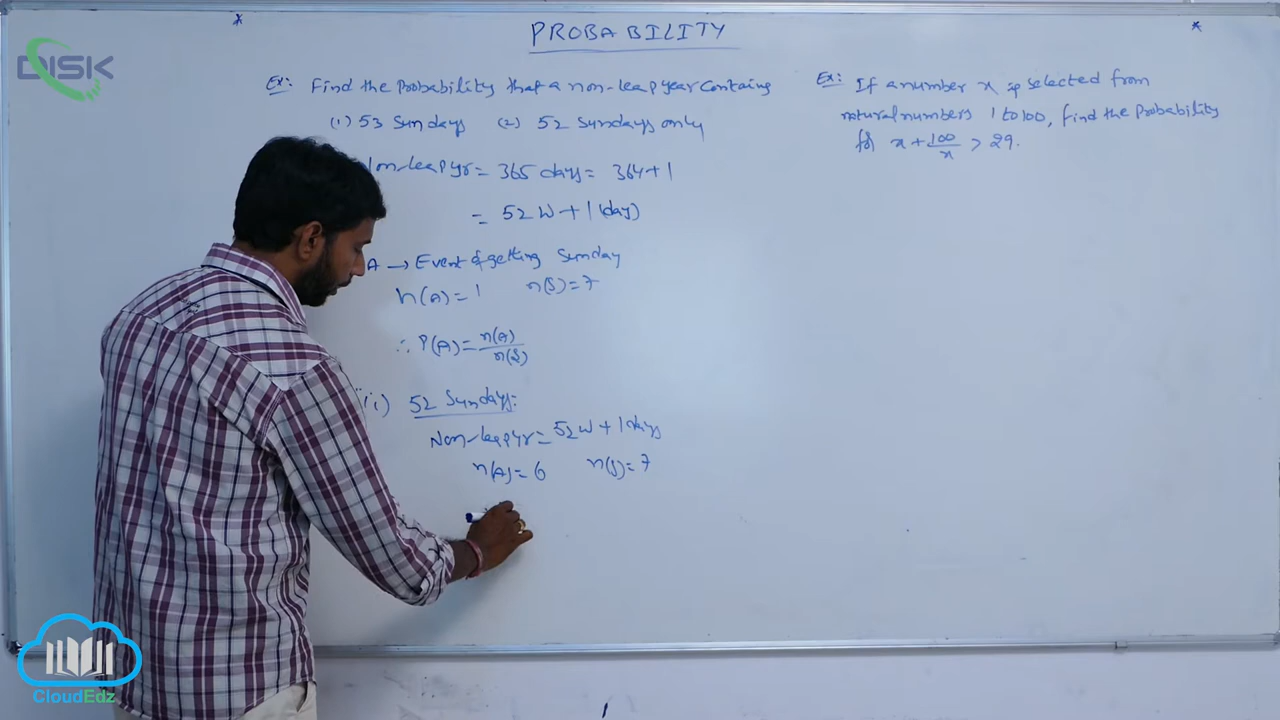 PROBABILITY
DISK
Ex: Find the Probability that a non-leap year Contains
(1) 53 Sundays (2) 52 Sundays only
Non-leap yr = 365 days = 364+1
= 52 W + 1 (day)
A → Event of getting Sunday
n(A) = 1 n(S) = 7
∴ P(A) = n(A)/n(S)
ii) 52 Sundays:
Non-leap yr = 52 W + 1 days
n(A) = 6 n(S) = 7
Ex: If a number x is selected from
natural numbers 1 to 100, find the Probability
for x + 100/x > 29.
CloudEdz